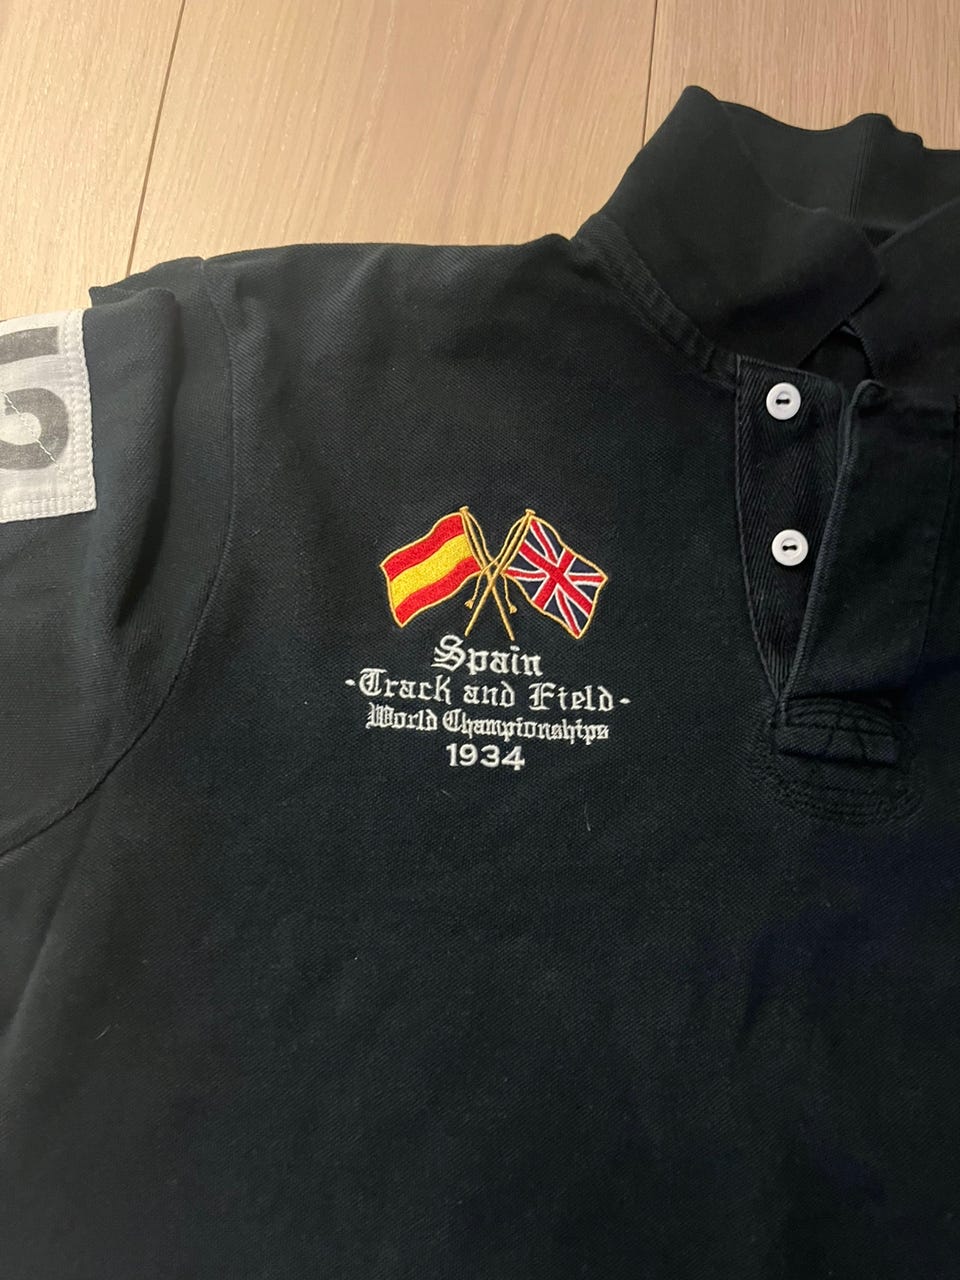 Spain
-Track and Field-
World Championships
1934